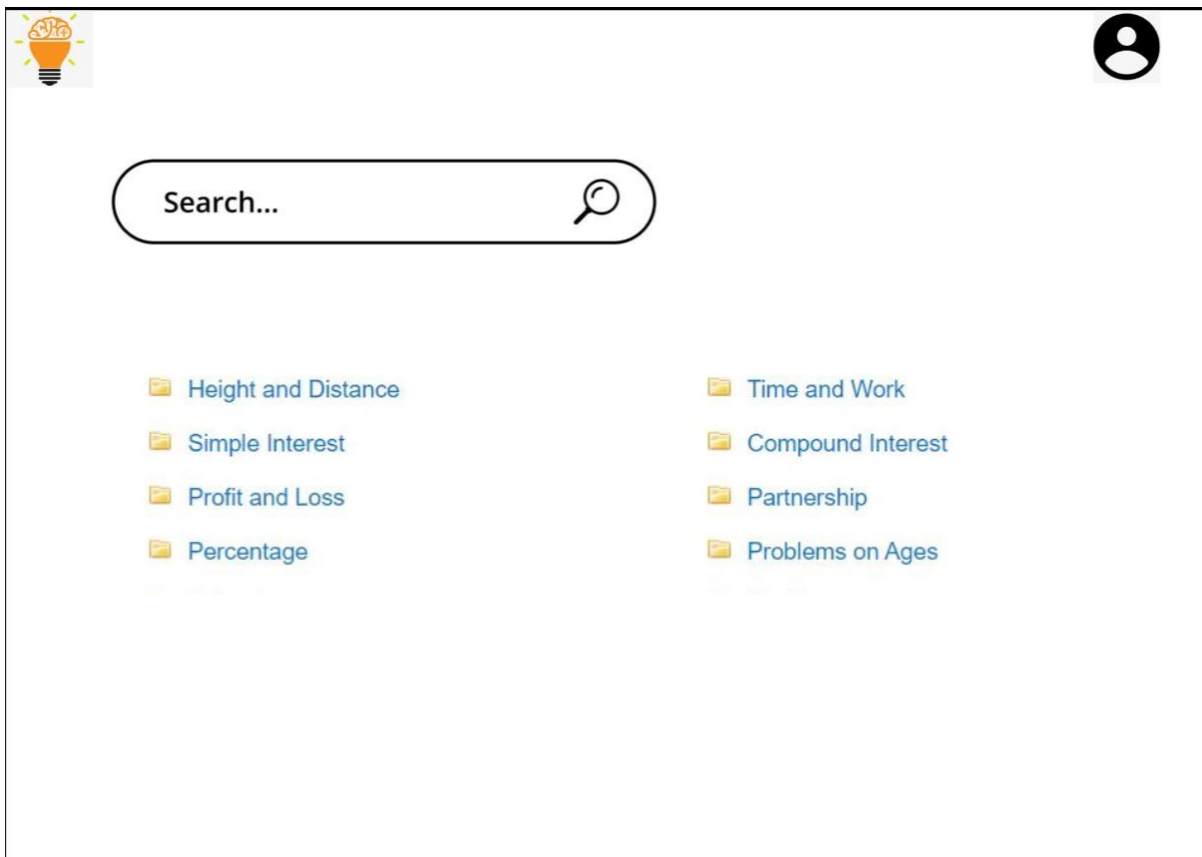 Search...
Height and Distance
Time and Work
Simple Interest
Compound Interest
Profit and Loss
Partnership
Percentage
Problems on Ages